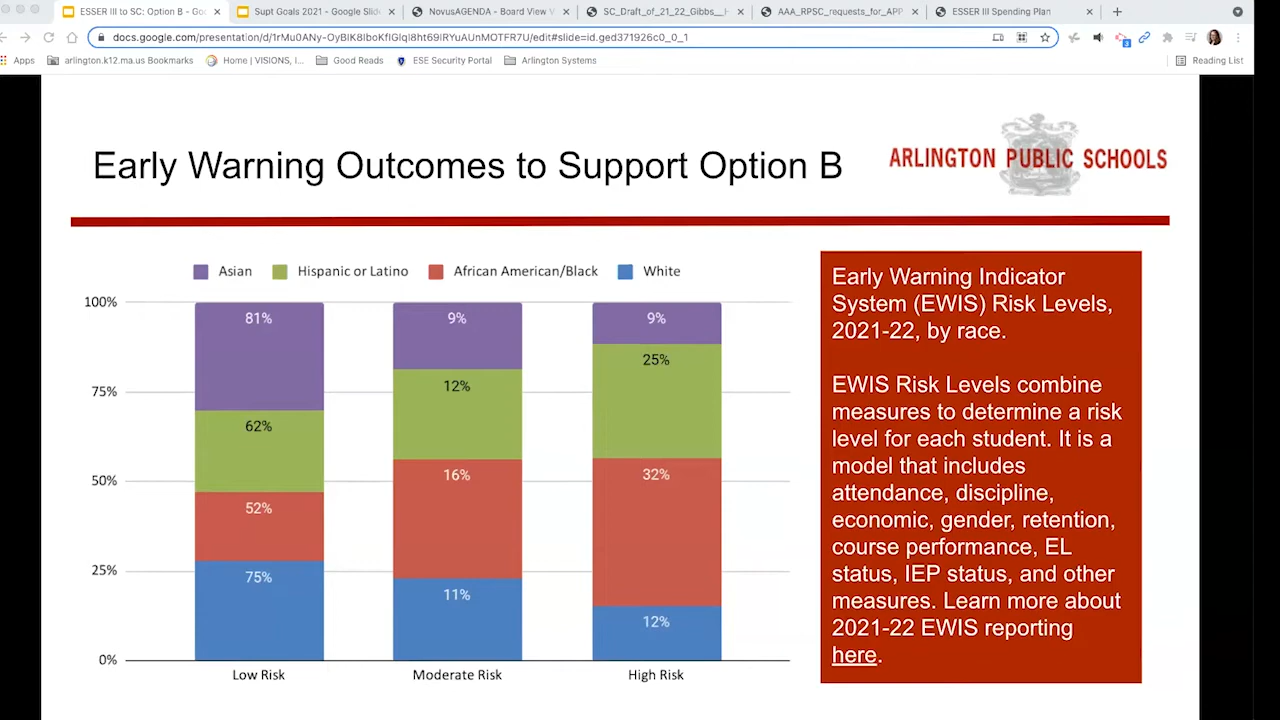 ESSER III to SC: Option B - Goo
Supt Goals 2021 - Google Slide
NovusAGENDA - Board View V
SC_Draft_of_21_22_Gibbs__H
AAA_RPSC_requests_for_APP
ESSER III Spending Plan
docs.google.com/presentation/d/1rMu0ANy-OyBlK8lboKflGlql8ht69lRYuAUnMOTFR7U/edit#slide=id.ged371926c0_0_1
Apps
arlington.k12.ma.us Bookmarks
Home | VISIONS, I...
Good Reads
ESE Security Portal
Arlington Systems
Reading List
Early Warning Outcomes to Support Option B
ARLINGTON PUBLIC SCHOOLS
Asian Hispanic or Latino African American/Black White
100%
75%
50%
25%
0%
81% 9% 9%
62% 12% 25%
52% 16% 32%
75% 11% 12%
Low Risk Moderate Risk High Risk
Early Warning Indicator
System (EWIS) Risk Levels,
2021-22, by race.
EWIS Risk Levels combine
measures to determine a risk
level for each student. It is a
model that includes
attendance, discipline,
economic, gender, retention,
course performance, EL
status, IEP status, and other
measures. Learn more about
2021-22 EWIS reporting
here.